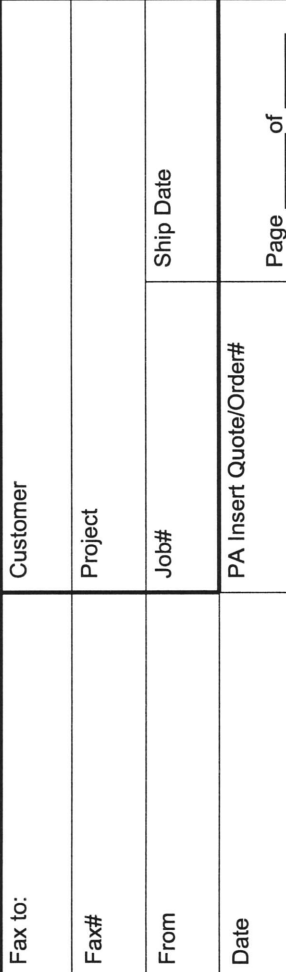 Fax to: Customer
Fax# Project
From Job# Ship Date
Date PA Insert Quote/Order# Page ____ of ____